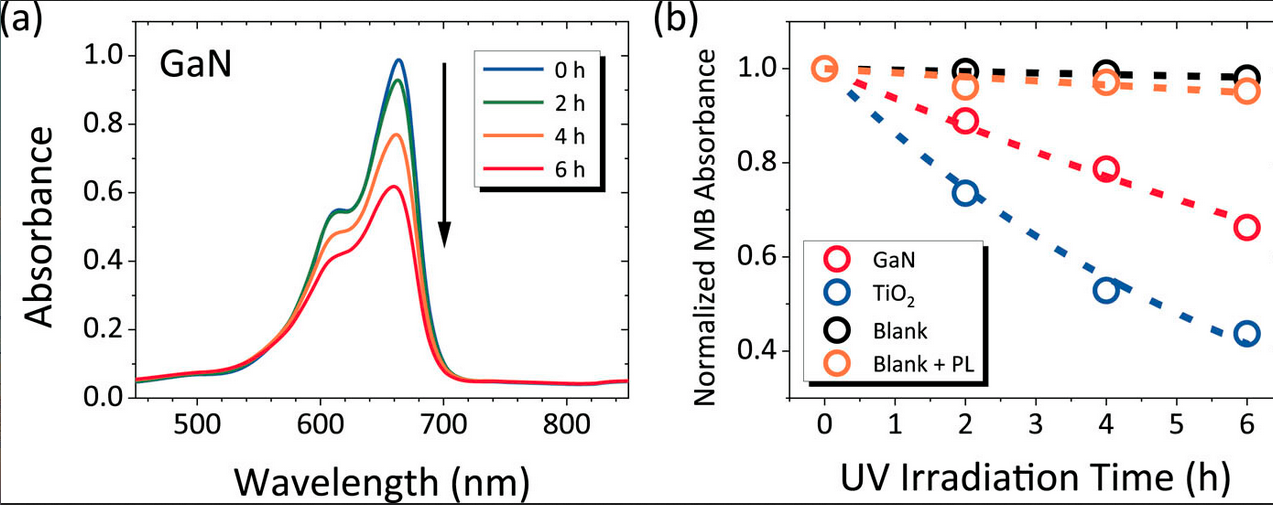 (a)
GaN
0 h
2 h
4 h
6 h
1.0
0.8
0.6
0.4
0.2
0.0
Absorbance
500 600 700 800
Wavelength (nm)
(b)
1.0
0.8
0.6
0.4
Normalized MB Absorbance
GaN
TiO₂
Blank
Blank + PL
0 1 2 3 4 5 6
UV Irradiation Time (h)